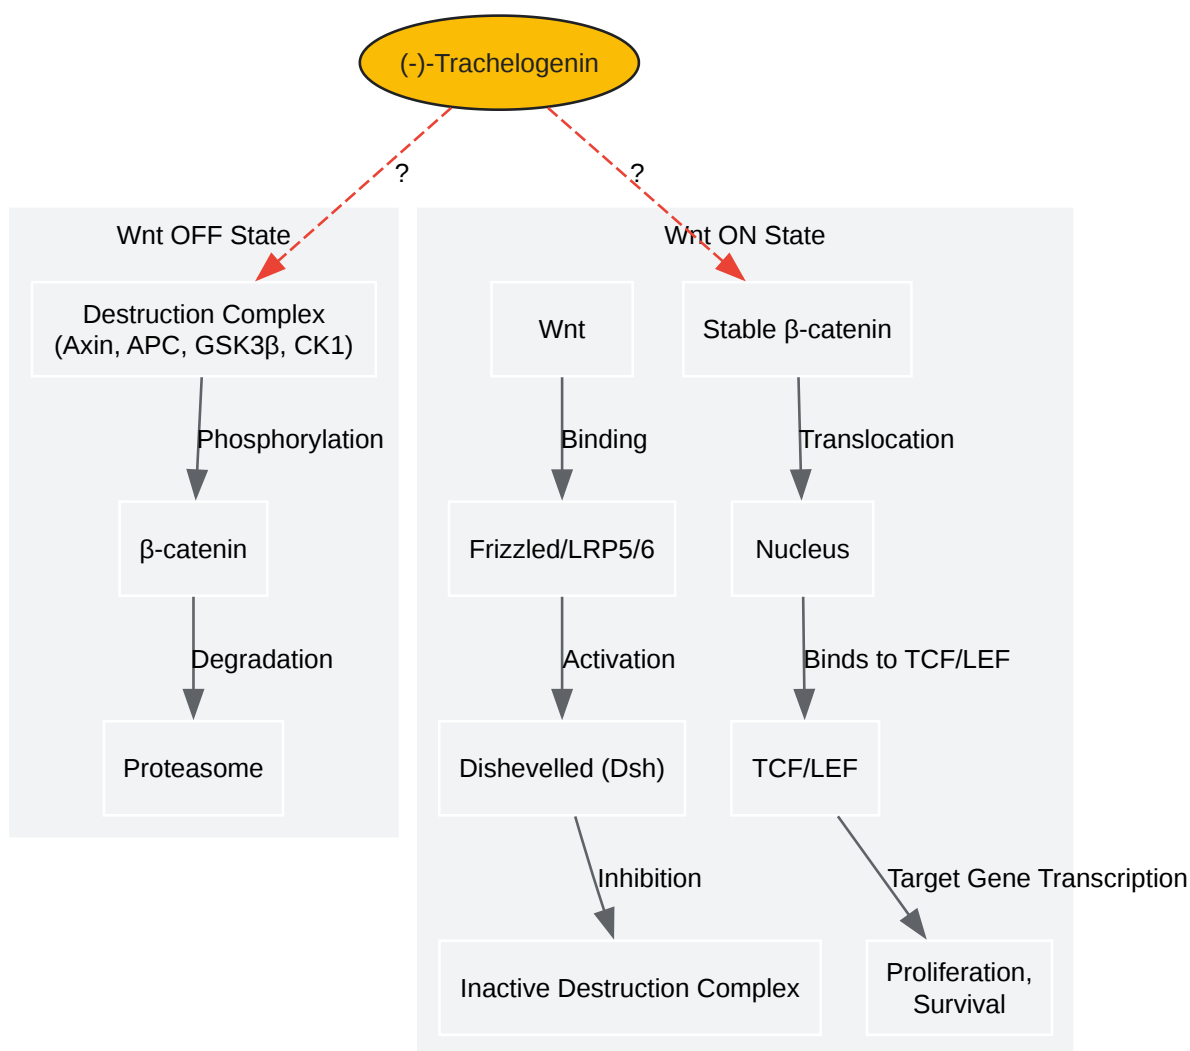 (-)-Trachelogenin
?
?
Wnt OFF State
Wnt ON State
Destruction Complex
(Axin, APC, GSK3β, CK1)
Wnt
Stable β-catenin
Phosphorylation
Binding
Translocation
β-catenin
Frizzled/LRP5/6
Nucleus
Degradation
Activation
Binds to TCF/LEF
Proteasome
Dishevelled (Dsh)
TCF/LEF
Inhibition
Target Gene Transcription
Inactive Destruction Complex
Proliferation,
Survival